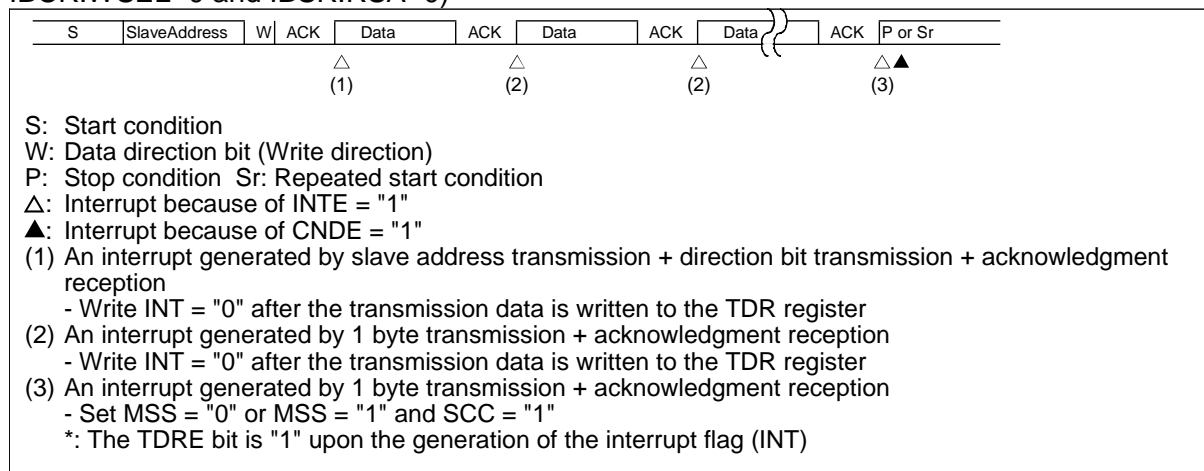 S SlaveAddress W ACK Data ACK Data ACK Data ACK P or Sr
△ △ △ △▲
(1) (2) (2) (3)
S: Start condition
W: Data direction bit (Write direction)
P: Stop condition Sr: Repeated start condition
△: Interrupt because of INTE = "1"
▲: Interrupt because of CNDE = "1"
(1) An interrupt generated by slave address transmission + direction bit transmission + acknowledgment
reception
- Write INT = "0" after the transmission data is written to the TDR register
(2) An interrupt generated by 1 byte transmission + acknowledgment reception
- Write INT = "0" after the transmission data is written to the TDR register
(3) An interrupt generated by 1 byte transmission + acknowledgment reception
- Set MSS = "0" or MSS = "1" and SCC = "1"
*: The TDRE bit is "1" upon the generation of the interrupt flag (INT)